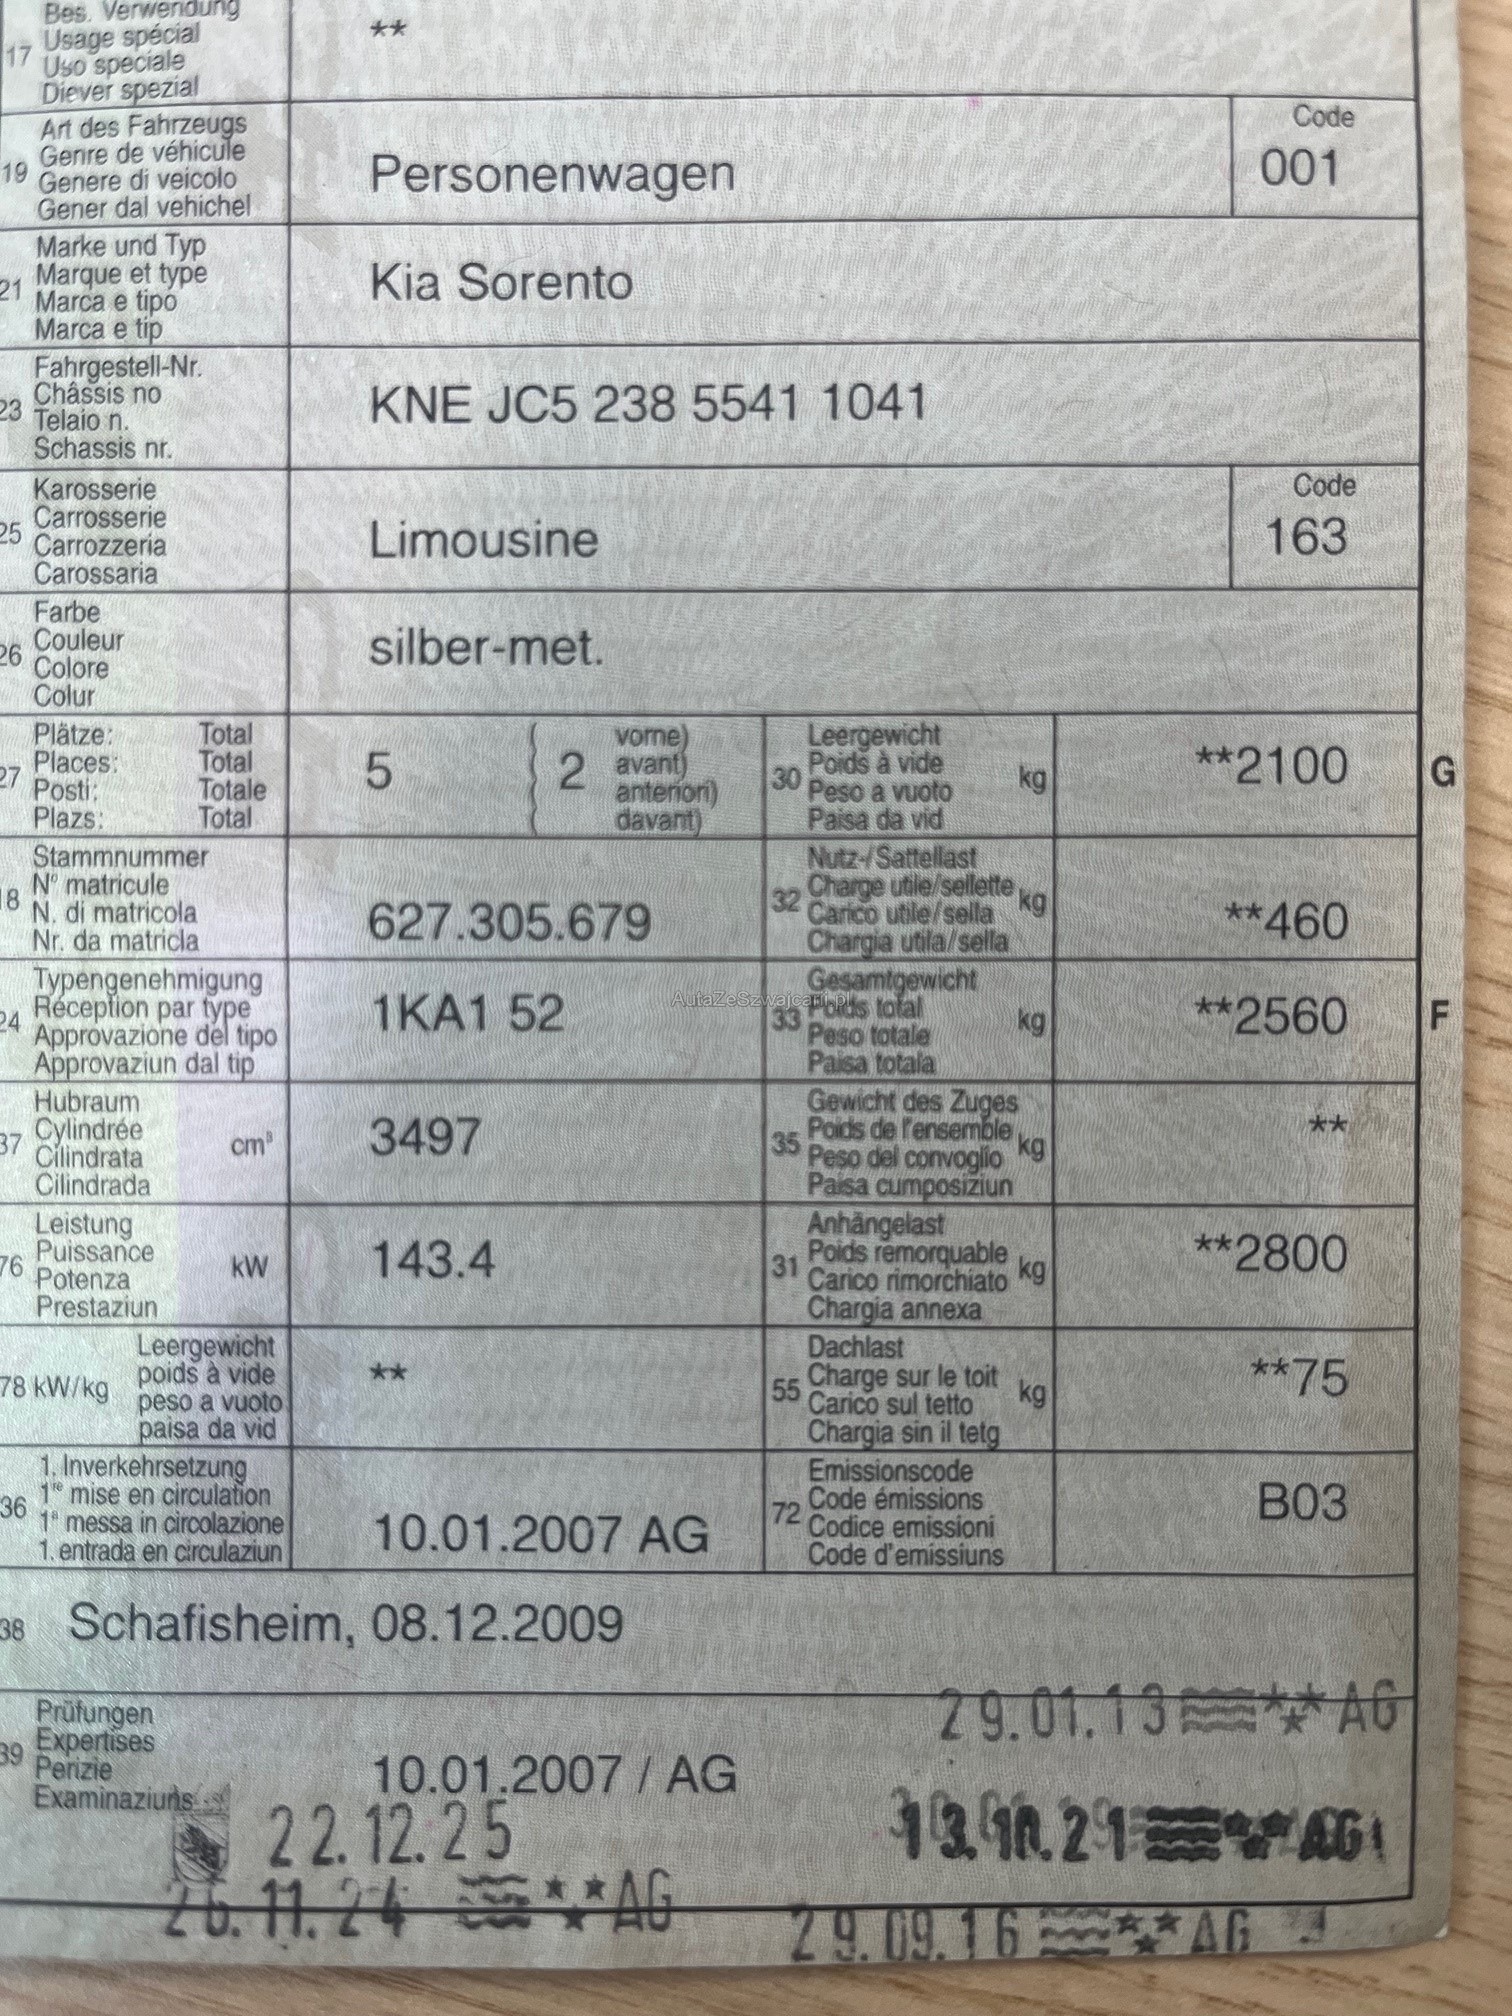 Bes. Verwendung
17 Usage spécial **
Uso speciale
Diever spezial
Art des Fahrzeugs Code
19 Genre de véhicule Personenwagen 001
Genere di veicolo
Gener dal vehichel
Marke und Typ
21 Marque et type Kia Sorento
Marca e tipo
Marca e tip
Fahrgestell-Nr.
23 Châssis no KNE JC5 238 5541 1041
Telaio n.
Schassis nr.
Karosserie Code
25 Carrosserie Limousine 163
Carrozzeria
Carossaria
Farbe
26 Couleur silber-met.
Colore
Colur
Plätze: Total vorne) Leergewicht
27 Places: Total 5 ( 2 avant) 30 Poids à vide kg **2100 G
Posti: Totale anteriori) Peso a vuoto
Plazs: Total davant) Paisa da vid
Stammnummer Nutz-/Sattellast
18 N° matricule 627.305.679 32 Charge utile/sellette kg **460
N. di matricola Carico utile/sella
Nr. da matricla Chargia utila/sella
Typengenehmigung Gesamtgewicht
24 Réception par type 1KA1 52 33 Poids total kg **2560 F
Approvazione del tipo Peso totale
Approvaziun dal tip Paisa totala
AutaZeSzwajcarii.pl
Hubraum Gewicht des Zuges
37 Cylindrée cm³ 3497 35 Poids de l'ensemble kg **
Cilindrata Peso del convoglio
Cilindrada Paisa cumposiziun
Leistung Anhängelast
76 Puissance kW 143.4 31 Poids remorquable kg **2800
Potenza Carico rimorchiato
Prestaziun Chargia annexa
Leergewicht Dachlast
78 kW/kg poids à vide ** 55 Charge sur le toit kg **75
peso a vuoto Carico sul tetto
paisa da vid Chargia sin il tetg
1. Inverkehrsetzung Emissionscode
36 1re mise en circulation 10.01.2007 AG 72 Code émissions B03
1a messa in circolazione Codice emissioni
1. entrada en circulaziun Code d'emissiuns
38 Schafisheim, 08.12.2009
Prüfungen 29.01.13 *** AG
39 Expertises
Perizie 10.01.2007 / AG
Examinaziuns
22.12.25 13.10.21 *** AG
26.11.24 *** AG 29.09.16 *** AG